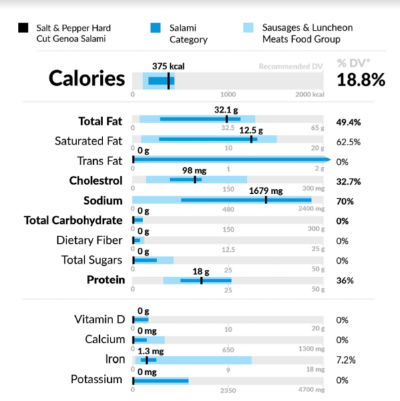 Salt & Pepper Hard
Cut Genoa Salami
Salami
Category
Sausages & Luncheon
Meats Food Group
375 kcal
Recommended DV
% DV*
Calories
18.8%
0 1000 2000 kcal
32.1 g
Total Fat
49.4%
0 32.5 65 g
12.5 g
Saturated Fat
62.5%
0 10 20 g
0 g
Trans Fat
0%
1 2 g
98 mg
Cholestrol
32.7%
0 150 300 mg
1679 mg
Sodium
70%
0 480 2400 mg
0 g
Total Carbohydrate
0%
0 150 300 g
0 g
Dietary Fiber
0%
0 12.5 25 g
0 g
Total Sugars
0%
0 25 50 g
18 g
Protein
36%
0 25 50 g
0 g
Vitamin D
0%
0 10 20 g
0 mg
Calcium
0%
0 650 1300 mg
1.3 mg
Iron
7.2%
0 9 18 mg
0 mg
Potassium
0%
0 2350 4700 mg